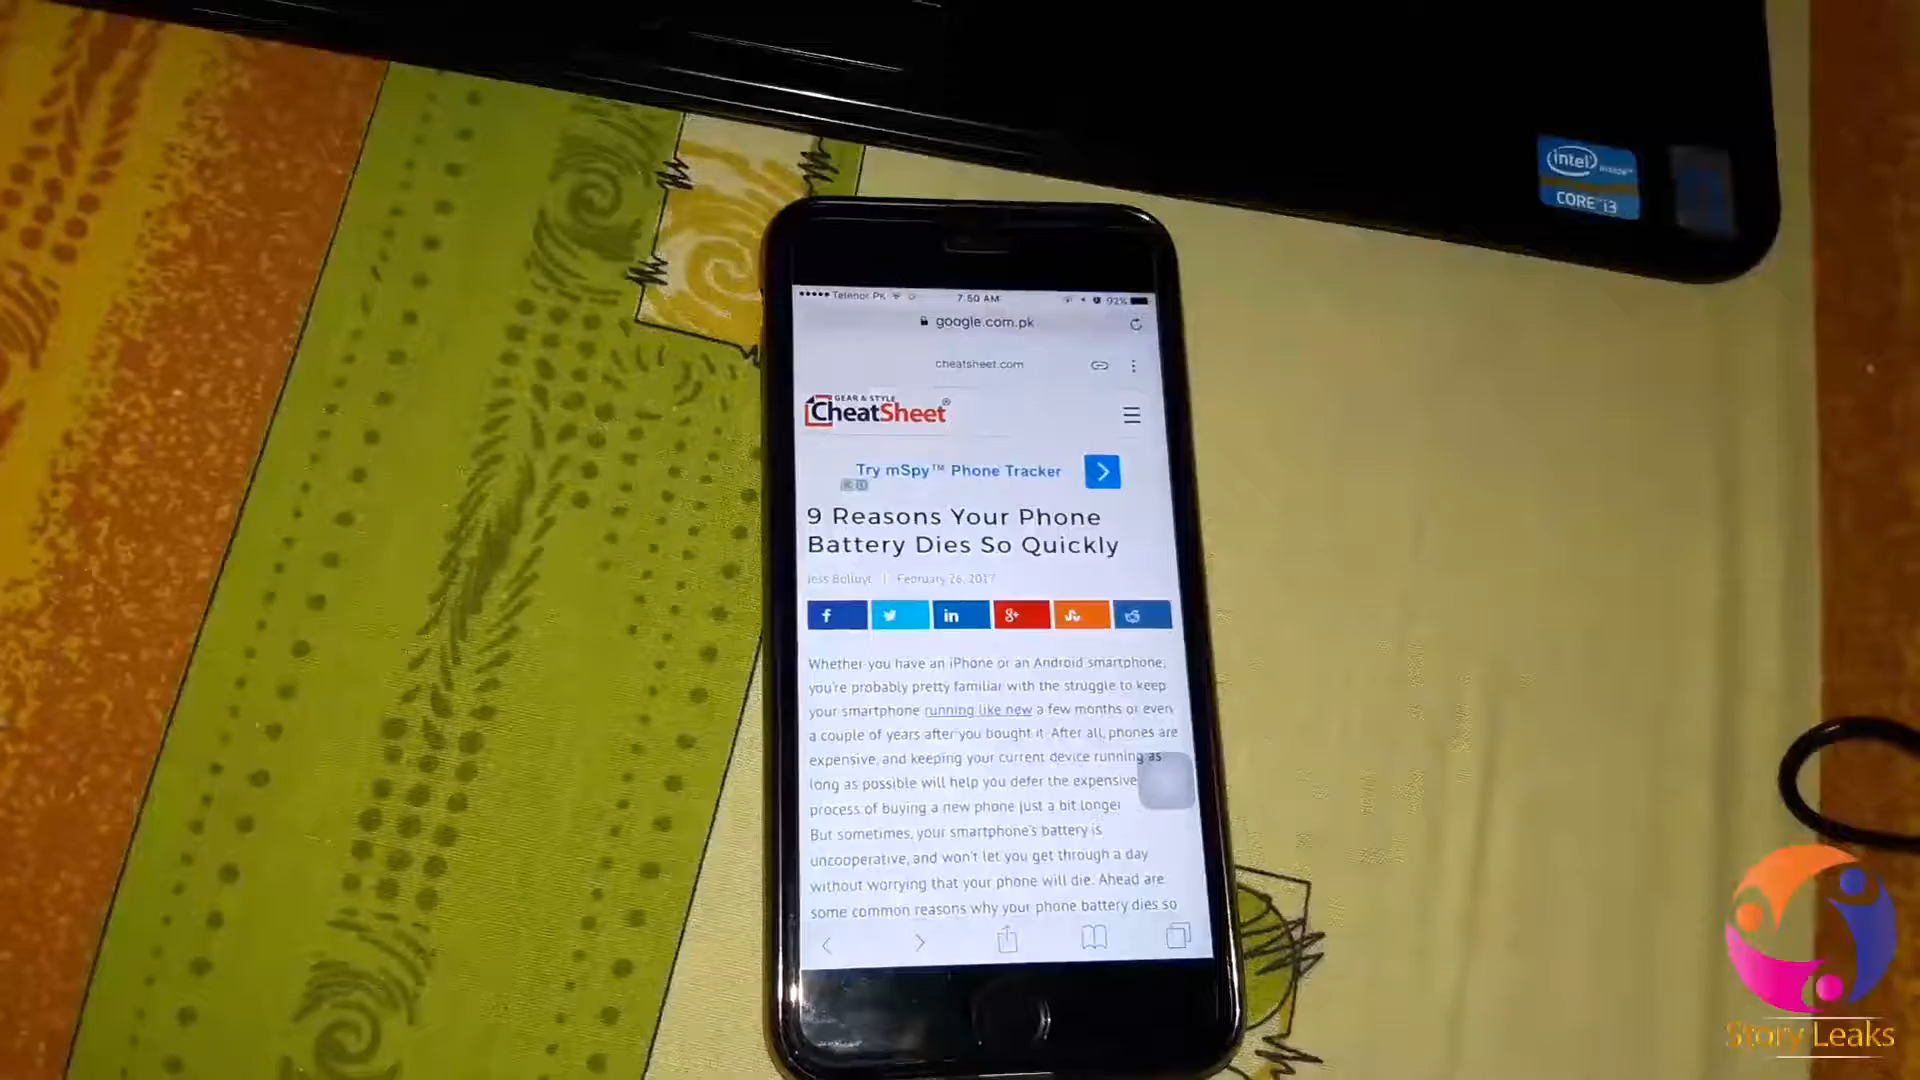 intel inside™
CORE™ i3
Telenor PK
7:50 AM
92%
google.com.pk
cheatsheet.com
GEAR & STYLE
CheatSheet®
Try mSpy™ Phone Tracker
9 Reasons Your Phone
Battery Dies So Quickly
Jess Bolluyt | February 26, 2017
f
in
g+
Whether you have an iPhone or an Android smartphone,
you're probably pretty familiar with the struggle to keep
your smartphone running like new a few months or even
a couple of years after you bought it. After all, phones are
expensive, and keeping your current device running as
long as possible will help you defer the expensive
process of buying a new phone just a bit longer.
But sometimes, your smartphone's battery is
uncooperative, and won't let you get through a day
without worrying that your phone will die. Ahead are
some common reasons why your phone battery dies so
Story Leaks